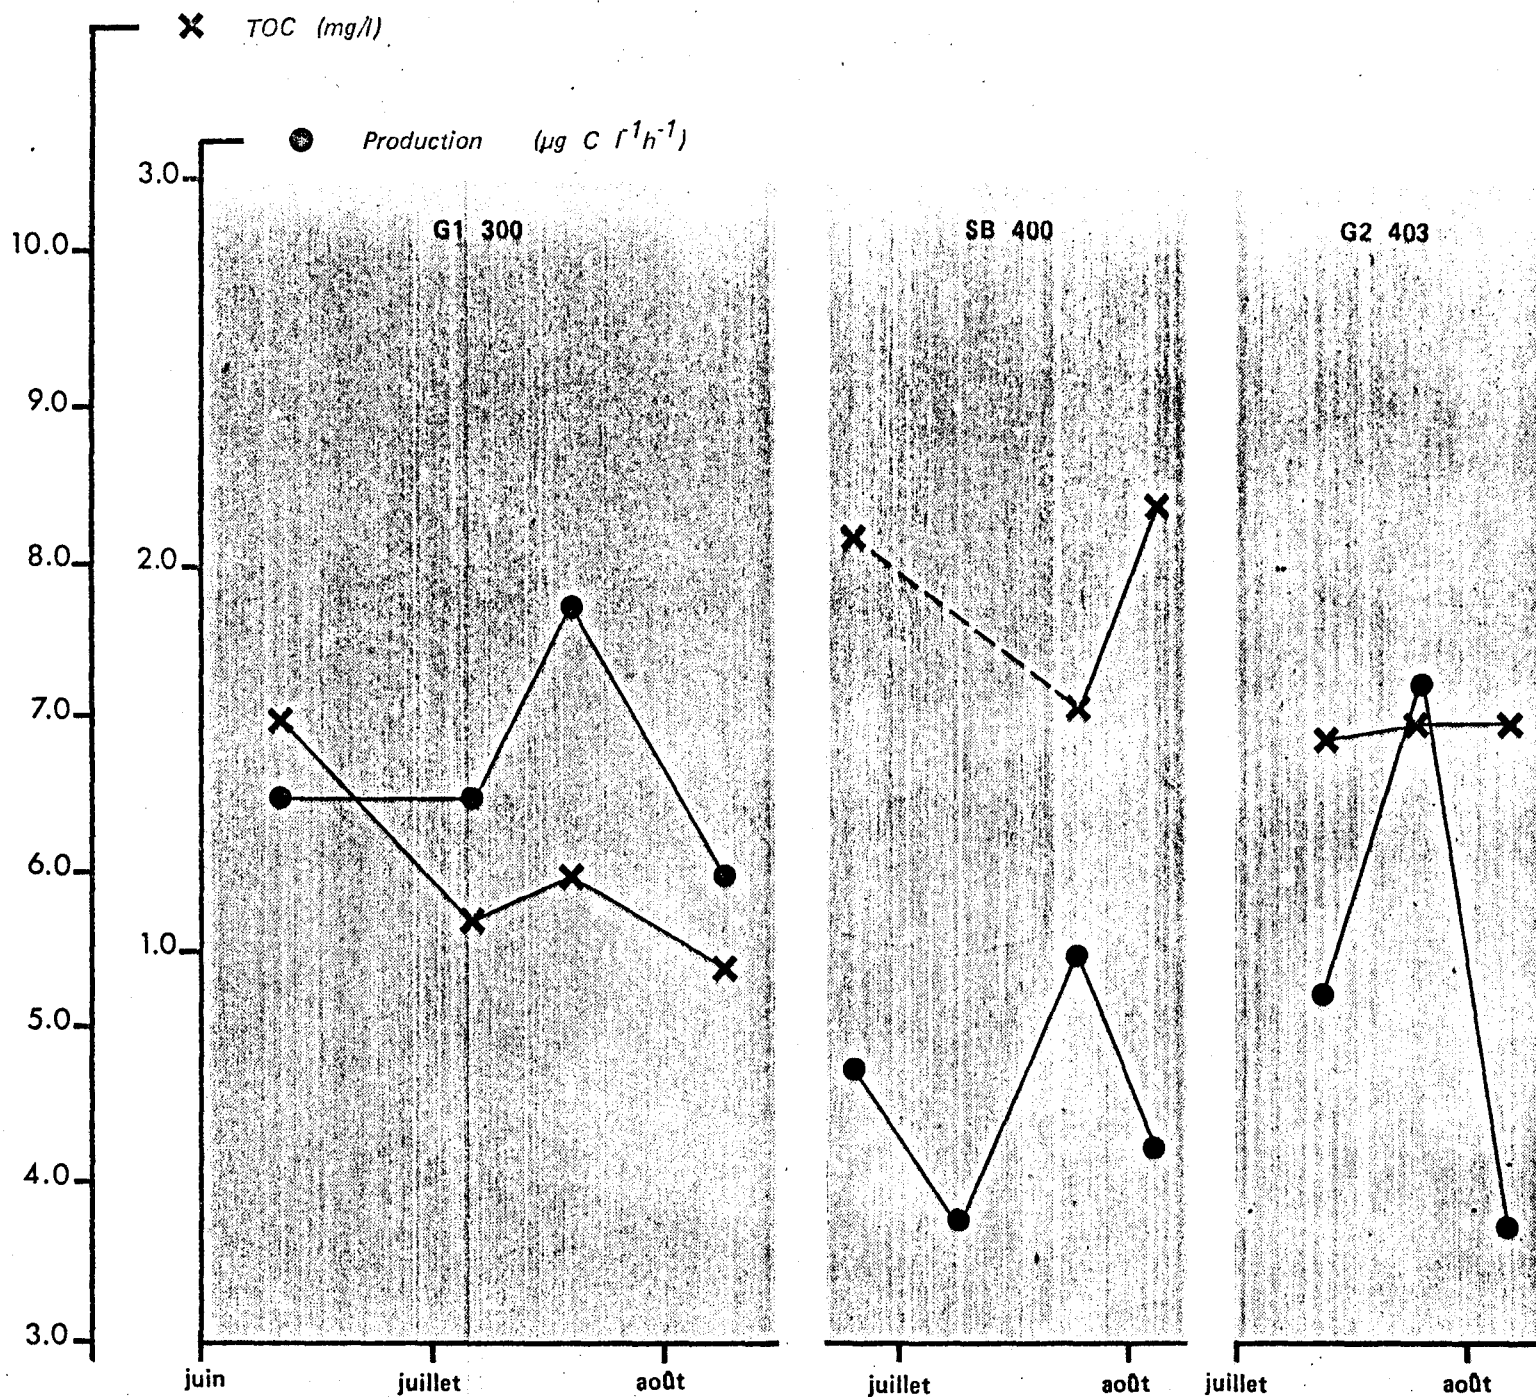 TOC (mg/l)
Production (µg C l⁻¹h⁻¹)
3.0
G1 300
SB 400
G2 403
10.0
9.0
8.0
2.0
7.0
6.0
1.0
5.0
4.0
3.0
juin
juillet
août
juillet
août
juillet
août